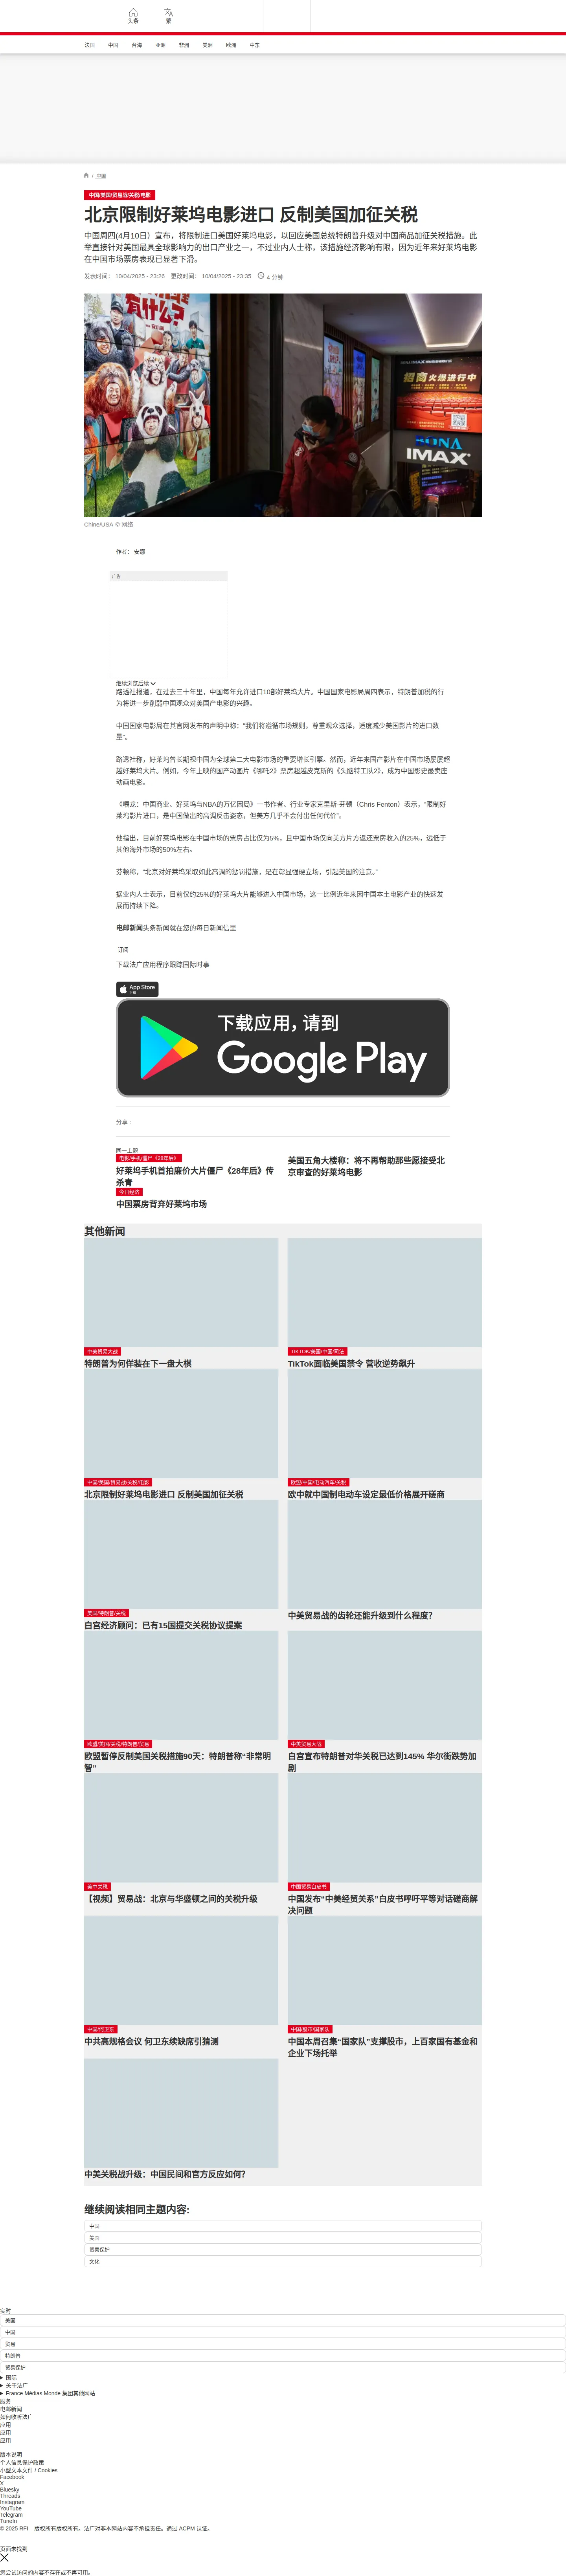 头条
繁
法国
中国
台海
亚洲
非洲
美洲
欧洲
中东
/ 中国
中国/美国/贸易战/关税/电影
北京限制好莱坞电影进口 反制美国加征关税
中国周四(4月10日）宣布，将限制进口美国好莱坞电影，以回应美国总统特朗普升级对中国商品加征关税措施。此
举直接针对美国最具全球影响力的出口产业之一，不过业内人士称，该措施经济影响有限，因为近年来好莱坞电影
在中国市场票房表现已显著下滑。
发表时间： 10/04/2025 - 23:26 更改时间： 10/04/2025 - 23:35 4 分钟
有什么
招商火爆进行中
SONA
IMAX
Chine/USA © 网络
作者： 安娜
广告
继续浏览后续
路透社报道，在过去三十年里，中国每年允许进口10部好莱坞大片。中国国家电影局周四表示，特朗普加税的行
为将进一步削弱中国观众对美国产电影的兴趣。
中国国家电影局在其官网发布的声明中称：“我们将遵循市场规则，尊重观众选择，适度减少美国影片的进口数
量”。
路透社称，好莱坞曾长期视中国为全球第二大电影市场的重要增长引擎。然而，近年来国产影片在中国市场屡屡超
越好莱坞大片。例如，今年上映的国产动画片《哪吒2》票房超越皮克斯的《头脑特工队2》，成为中国影史最卖座
动画电影。
《喂龙：中国商业、好莱坞与NBA的万亿困局》一书作者、行业专家克里斯·芬顿（Chris Fenton）表示，“限制好
莱坞影片进口，是中国做出的高调反击姿态，但美方几乎不会付出任何代价”。
他指出，目前好莱坞电影在中国市场的票房占比仅为5%，且中国市场仅向美方片方返还票房收入的25%，远低于
其他海外市场的50%左右。
芬顿称，“北京对好莱坞采取如此高调的惩罚措施，是在彰显强硬立场，引起美国的注意。”
据业内人士表示，目前仅约25%的好莱坞大片能够进入中国市场，这一比例近年来因中国本土电影产业的快速发
展而持续下降。
电邮新闻头条新闻就在您的每日新闻信里
订阅
下载法广应用程序跟踪国际时事
App Store
下载
下载应用，请到
Google Play
分享 :
同一主题
电影/手机/僵尸《28年后》
好莱坞手机首拍廉价大片僵尸《28年后》传
杀青
美国五角大楼称：将不再帮助那些愿接受北
京审查的好莱坞电影
今日经济
中国票房背弃好莱坞市场
其他新闻
中美贸易大战
特朗普为何佯装在下一盘大棋
TIKTOK/美国/中国/司法
TikTok面临美国禁令 营收逆势飙升
中国/美国/贸易战/关税/电影
北京限制好莱坞电影进口 反制美国加征关税
欧盟/中国/电动汽车/关税
欧中就中国制电动车设定最低价格展开磋商
美国/特朗普/关税
白宫经济顾问：已有15国提交关税协议提案
中美贸易战的齿轮还能升级到什么程度？
欧盟/美国/关税/特朗普/贸易
欧盟暂停反制美国关税措施90天：特朗普称“非常明
智”
中美贸易大战
白宫宣布特朗普对华关税已达到145% 华尔街跌势加
剧
美中关税
【视频】贸易战：北京与华盛顿之间的关税升级
中国贸易白皮书
中国发布“中美经贸关系”白皮书呼吁平等对话磋商解
决问题
中国/何卫东
中共高规格会议 何卫东续缺席引猜测
中国/股市/国家队
中国本周召集“国家队”支撑股市，上百家国有基金和
企业下场托举
中美关税战升级：中国民间和官方反应如何？
继续阅读相同主题内容:
中国
美国
贸易保护
文化
实时
美国
中国
贸易
特朗普
贸易保护
国际
关于法广
France Médias Monde 集团其他网站
服务
电邮新闻
如何收听法广
应用
应用
应用
版本说明
个人信息保护政策
小型文本文件 / Cookies
Facebook
X
Bluesky
Threads
Instagram
YouTube
Telegram
TuneIn
© 2025 RFI – 版权所有版权所有。法广对非本网站内容不承担责任。通过 ACPM 认证。
页面未找到
您尝试访问的内容不存在或不再可用。